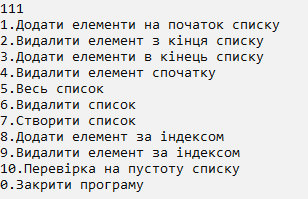 111
1.Додати елементи на початок списку
2.Видалити елемент з кінця списку
3.Додати елементи в кінець списку
4.Видалити елемент спочатку
5.Весь список
6.Видалити список
7.Створити список
8.Додати елемент за індексом
9.Видалити елемент за індексом
10.Перевірка на пустоту списку
0.Закрити програму